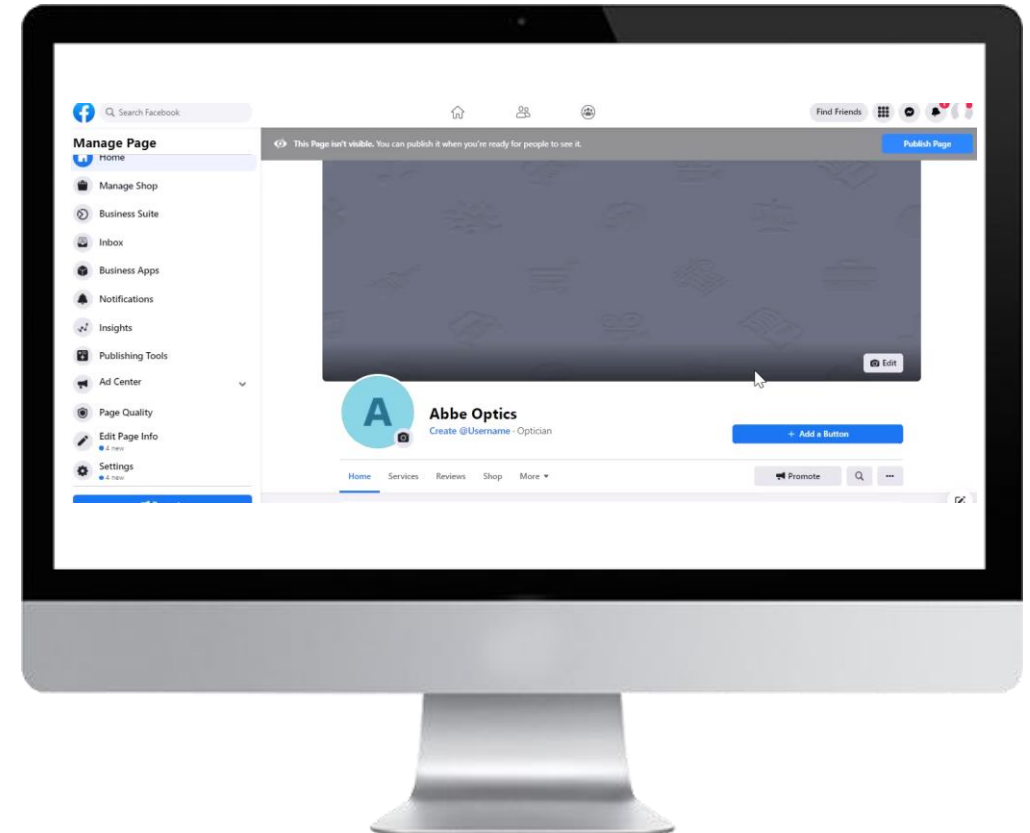 Search Facebook
Find Friends
Manage Page
This Page isn't visible. You can publish it when you're ready for people to see it.
Publish Page
Home
Manage Shop
Business Suite
Inbox
Business Apps
Notifications
Insights
Publishing Tools
Ad Center
Page Quality
Edit Page Info
4 new
Settings
4 new
Edit
A
Abbe Optics
Create @Username · Optician
+ Add a Button
Home Services Reviews Shop More
Promote